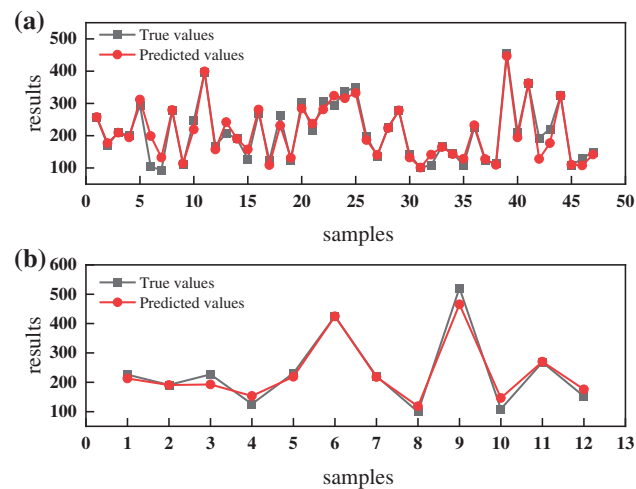 (a)
True values
Predicted values
500
400
300
200
100
results
0 5 10 15 20 25 30 35 40 45 50
samples
(b)
True values
Predicted values
600
500
400
300
200
100
results
0 1 2 3 4 5 6 7 8 9 10 11 12 13
samples